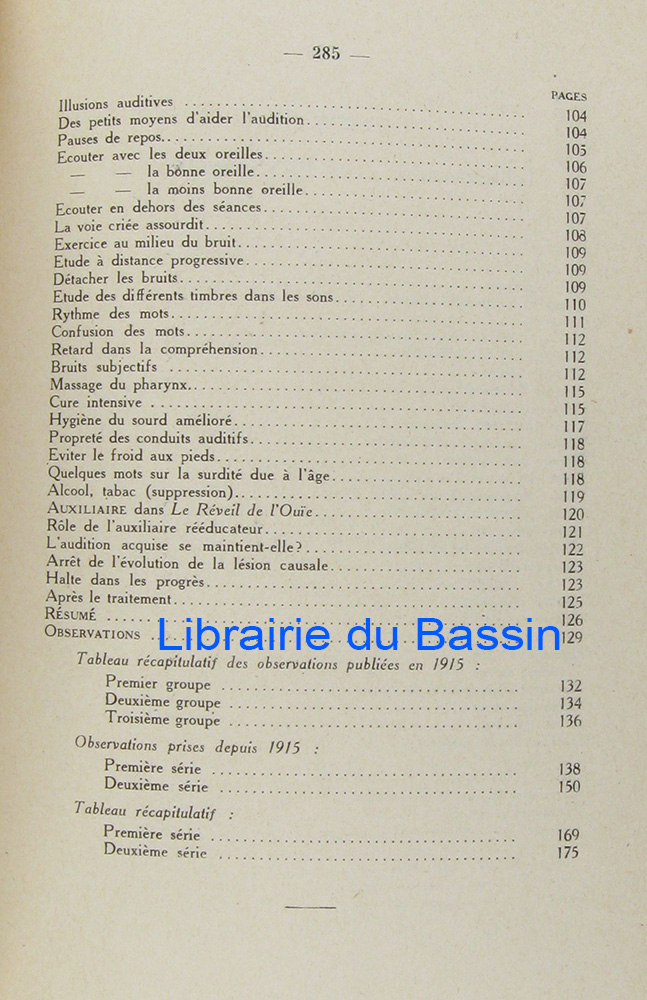 — 285 —
PAGES
Illusions auditives .......... 104
Des petits moyens d'aider l'audition .......... 104
Pauses de repos .......... 105
Ecouter avec les deux oreilles .......... 106
— — la bonne oreille .......... 107
— — la moins bonne oreille .......... 107
Ecouter en dehors des séances .......... 107
La voie criée assourdit .......... 108
Exercice au milieu du bruit .......... 109
Etude à distance progressive .......... 109
Détacher les bruits .......... 109
Etude des différents timbres dans les sons .......... 110
Rythme des mots .......... 111
Confusion des mots .......... 112
Retard dans la compréhension .......... 112
Bruits subjectifs .......... 112
Massage du pharynx .......... 115
Cure intensive .......... 115
Hygiène du sourd amélioré .......... 117
Propreté des conduits auditifs .......... 118
Eviter le froid aux pieds .......... 118
Quelques mots sur la surdité due à l'âge .......... 118
Alcool, tabac (suppression) .......... 119
AUXILIAIRE dans Le Réveil de l'Ouïe .......... 120
Rôle de l'auxiliaire rééducateur .......... 121
L'audition acquise se maintient-elle? .......... 122
Arrêt de l'évolution de la lésion causale .......... 123
Halte dans les progrès .......... 123
Après le traitement .......... 125
RÉSUMÉ .......... 126
OBSERVATIONS .......... 129
Librairie du Bassin
Tableau récapitulatif des observations publiées en 1915 :
Premier groupe .......... 132
Deuxième groupe .......... 134
Troisième groupe .......... 136
Observations prises depuis 1915 :
Première série .......... 138
Deuxième série .......... 150
Tableau récapitulatif :
Première série .......... 169
Deuxième série .......... 175